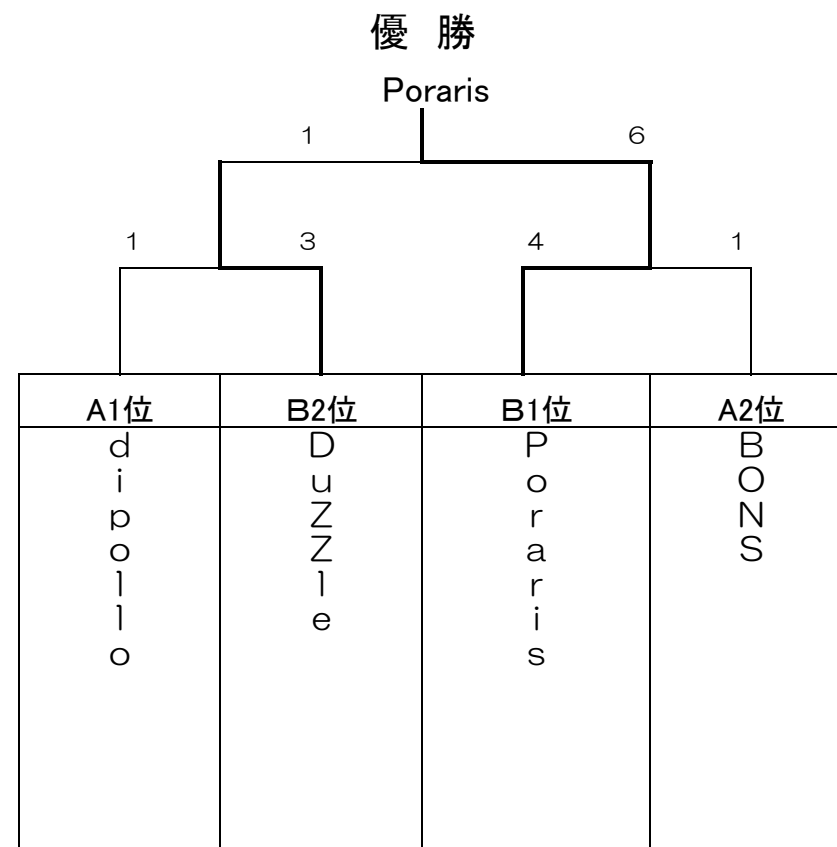 優 勝
Poraris
1 6
1 3 4 1
A1位 B2位 B1位 A2位
dipollo
DuZZle
Poraris
BONS